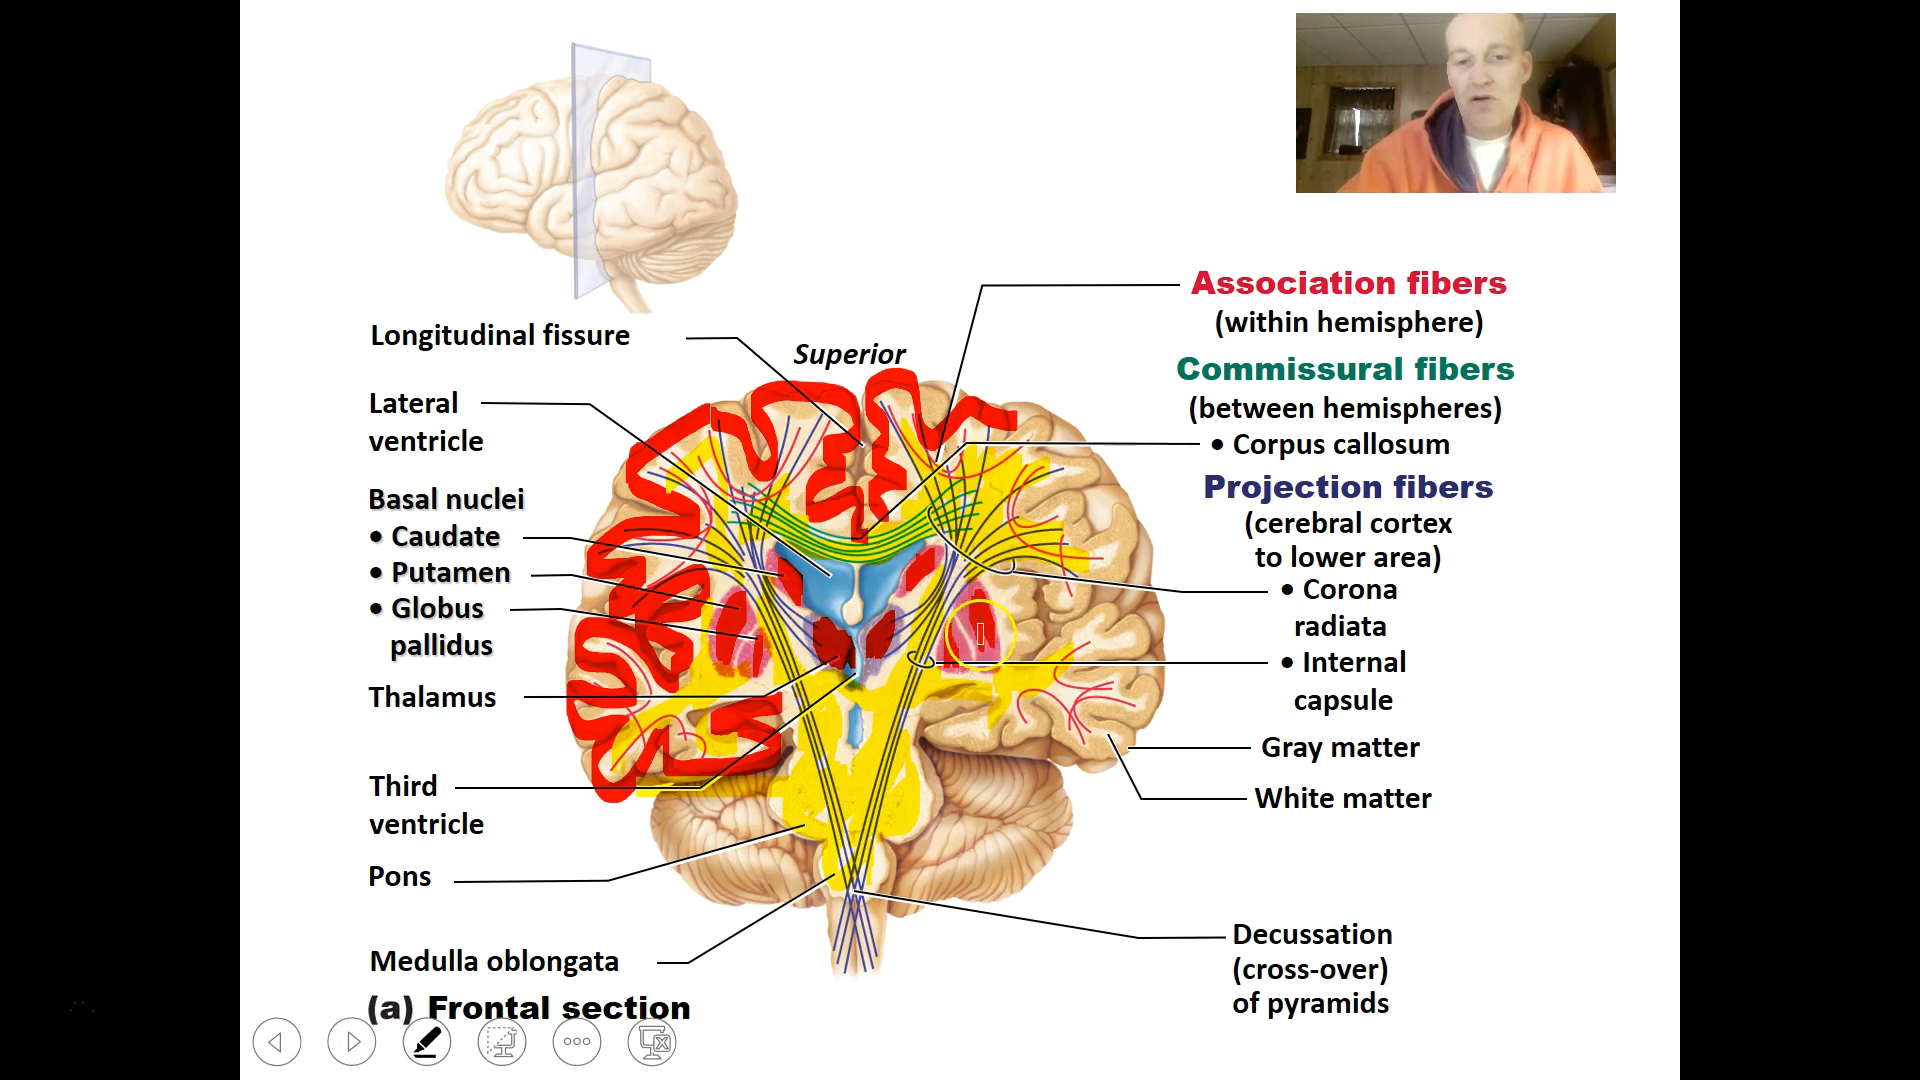 Longitudinal fissure
Superior
Lateral
ventricle
Basal nuclei
• Caudate
• Putamen
• Globus
pallidus
Thalamus
Third
ventricle
Pons
Medulla oblongata
(a) Frontal section
Association fibers
(within hemisphere)
Commissural fibers
(between hemispheres)
• Corpus callosum
Projection fibers
(cerebral cortex
to lower area)
• Corona
radiata
• Internal
capsule
Gray matter
White matter
Decussation
(cross-over)
of pyramids